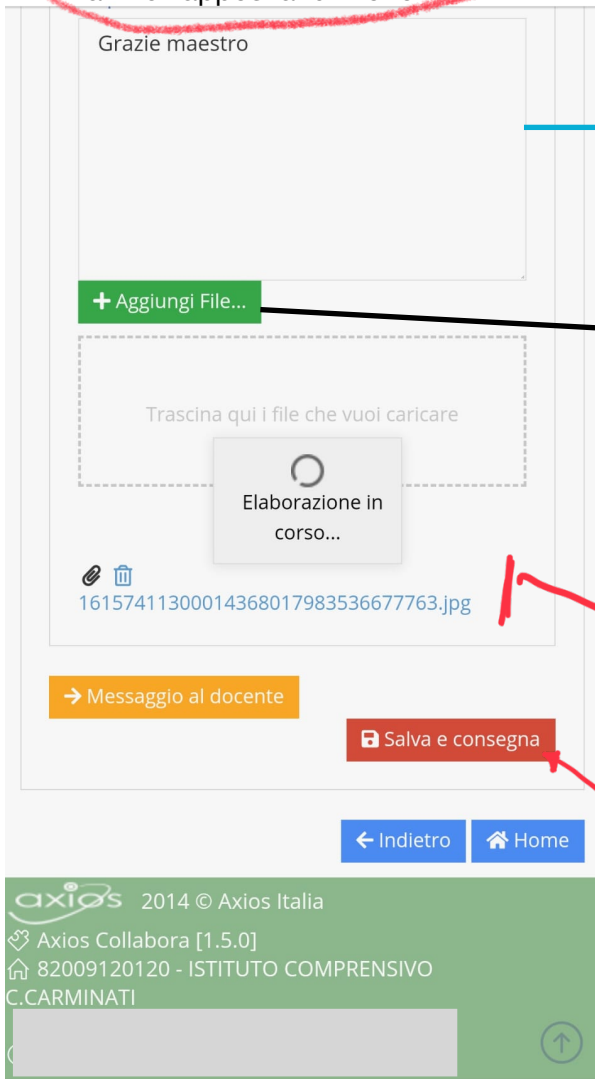 Grazie maestro
+ Aggiungi File...
Trascina qui i file che vuoi caricare
Elaborazione in
corso...
16157411300014368017983536677763.jpg
→ Messaggio al docente
Salva e consegna
← Indietro Home
axios 2014 © Axios Italia
Axios Collabora [1.5.0]
82009120120 - ISTITUTO COMPRENSIVO
C.CARMINATI